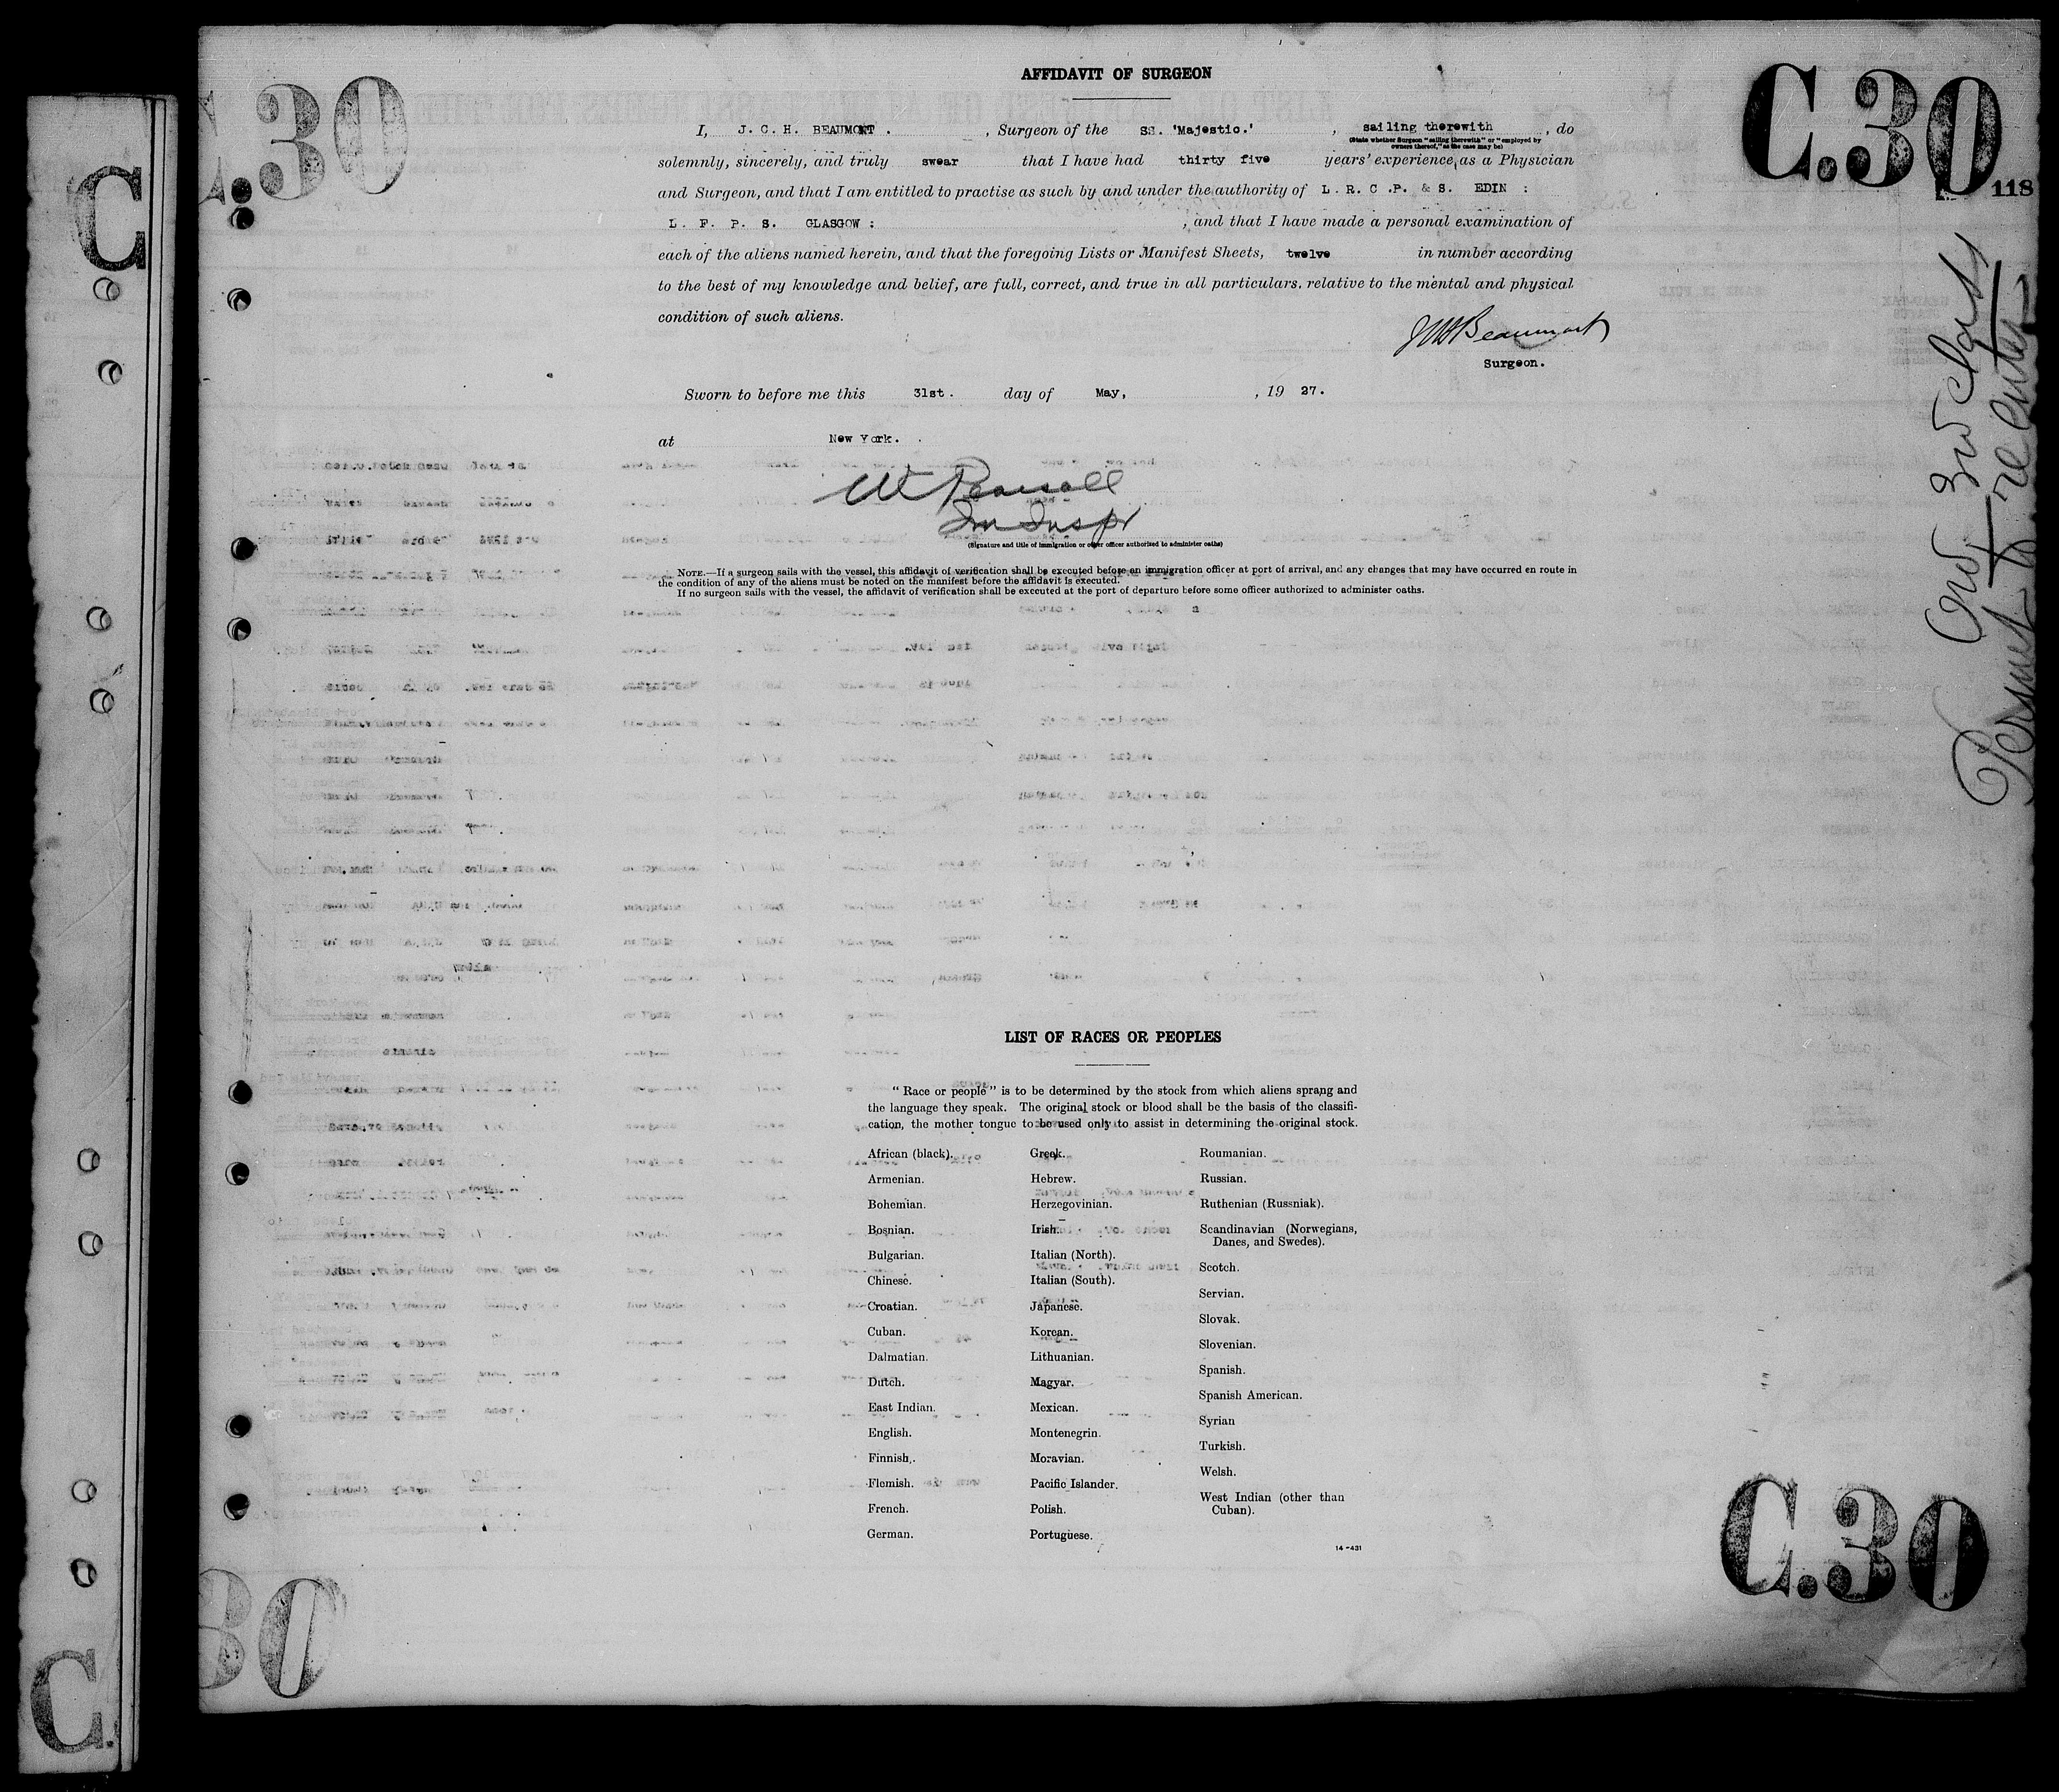 AFFIDAVIT OF SURGEON
C.30
C.30
118
I, J. C. H. BEAUMONT . , Surgeon of the SS. 'Majestic.' , sailing therewith , do
(State whether Surgeon "sailing therewith" or "employed by
owners thereof," as the case may be)
solemnly, sincerely, and truly swear that I have had thirty five years' experience as a Physician
and Surgeon, and that I am entitled to practise as such by and under the authority of L. R. C .P. & S. EDIN :
L. F. P. S. GLASGOW : , and that I have made a personal examination of
each of the aliens named herein, and that the foregoing Lists or Manifest Sheets, twelve in number according
to the best of my knowledge and belief, are full, correct, and true in all particulars, relative to the mental and physical
condition of such aliens.
JCHBeaumont
Surgeon.
Sworn to before me this 31st. day of May, , 19 27.
at New York. .
Pearsall
Im Inspr
(Signature and title of immigration or other officer authorized to administer oaths)
NOTE.—If a surgeon sails with the vessel, this affidavit of verification shall be executed before an immigration officer at port of arrival, and any changes that may have occurred en route in
the condition of any of the aliens must be noted on the manifest before the affidavit is executed.
If no surgeon sails with the vessel, the affidavit of verification shall be executed at the port of departure before some officer authorized to administer oaths.
3rd class
Permit to re enter
LIST OF RACES OR PEOPLES
"Race or people" is to be determined by the stock from which aliens sprang and
the language they speak. The original stock or blood shall be the basis of the classifi-
cation, the mother tongue to be used only to assist in determining the original stock.
African (black).
Armenian.
Bohemian.
Bosnian.
Bulgarian.
Chinese.
Croatian.
Cuban.
Dalmatian.
Dutch.
East Indian.
English.
Finnish.
Flemish.
French.
German.
Greek.
Hebrew.
Herzegovinian.
Irish.
Italian (North).
Italian (South).
Japanese.
Korean.
Lithuanian.
Magyar.
Mexican.
Montenegrin.
Moravian.
Pacific Islander.
Polish.
Portuguese.
Roumanian.
Russian.
Ruthenian (Russniak).
Scandinavian (Norwegians,
Danes, and Swedes).
Scotch.
Servian.
Slovak.
Slovenian.
Spanish.
Spanish American.
Syrian
Turkish.
Welsh.
West Indian (other than
Cuban).
14-431
C.30
30
C
C.